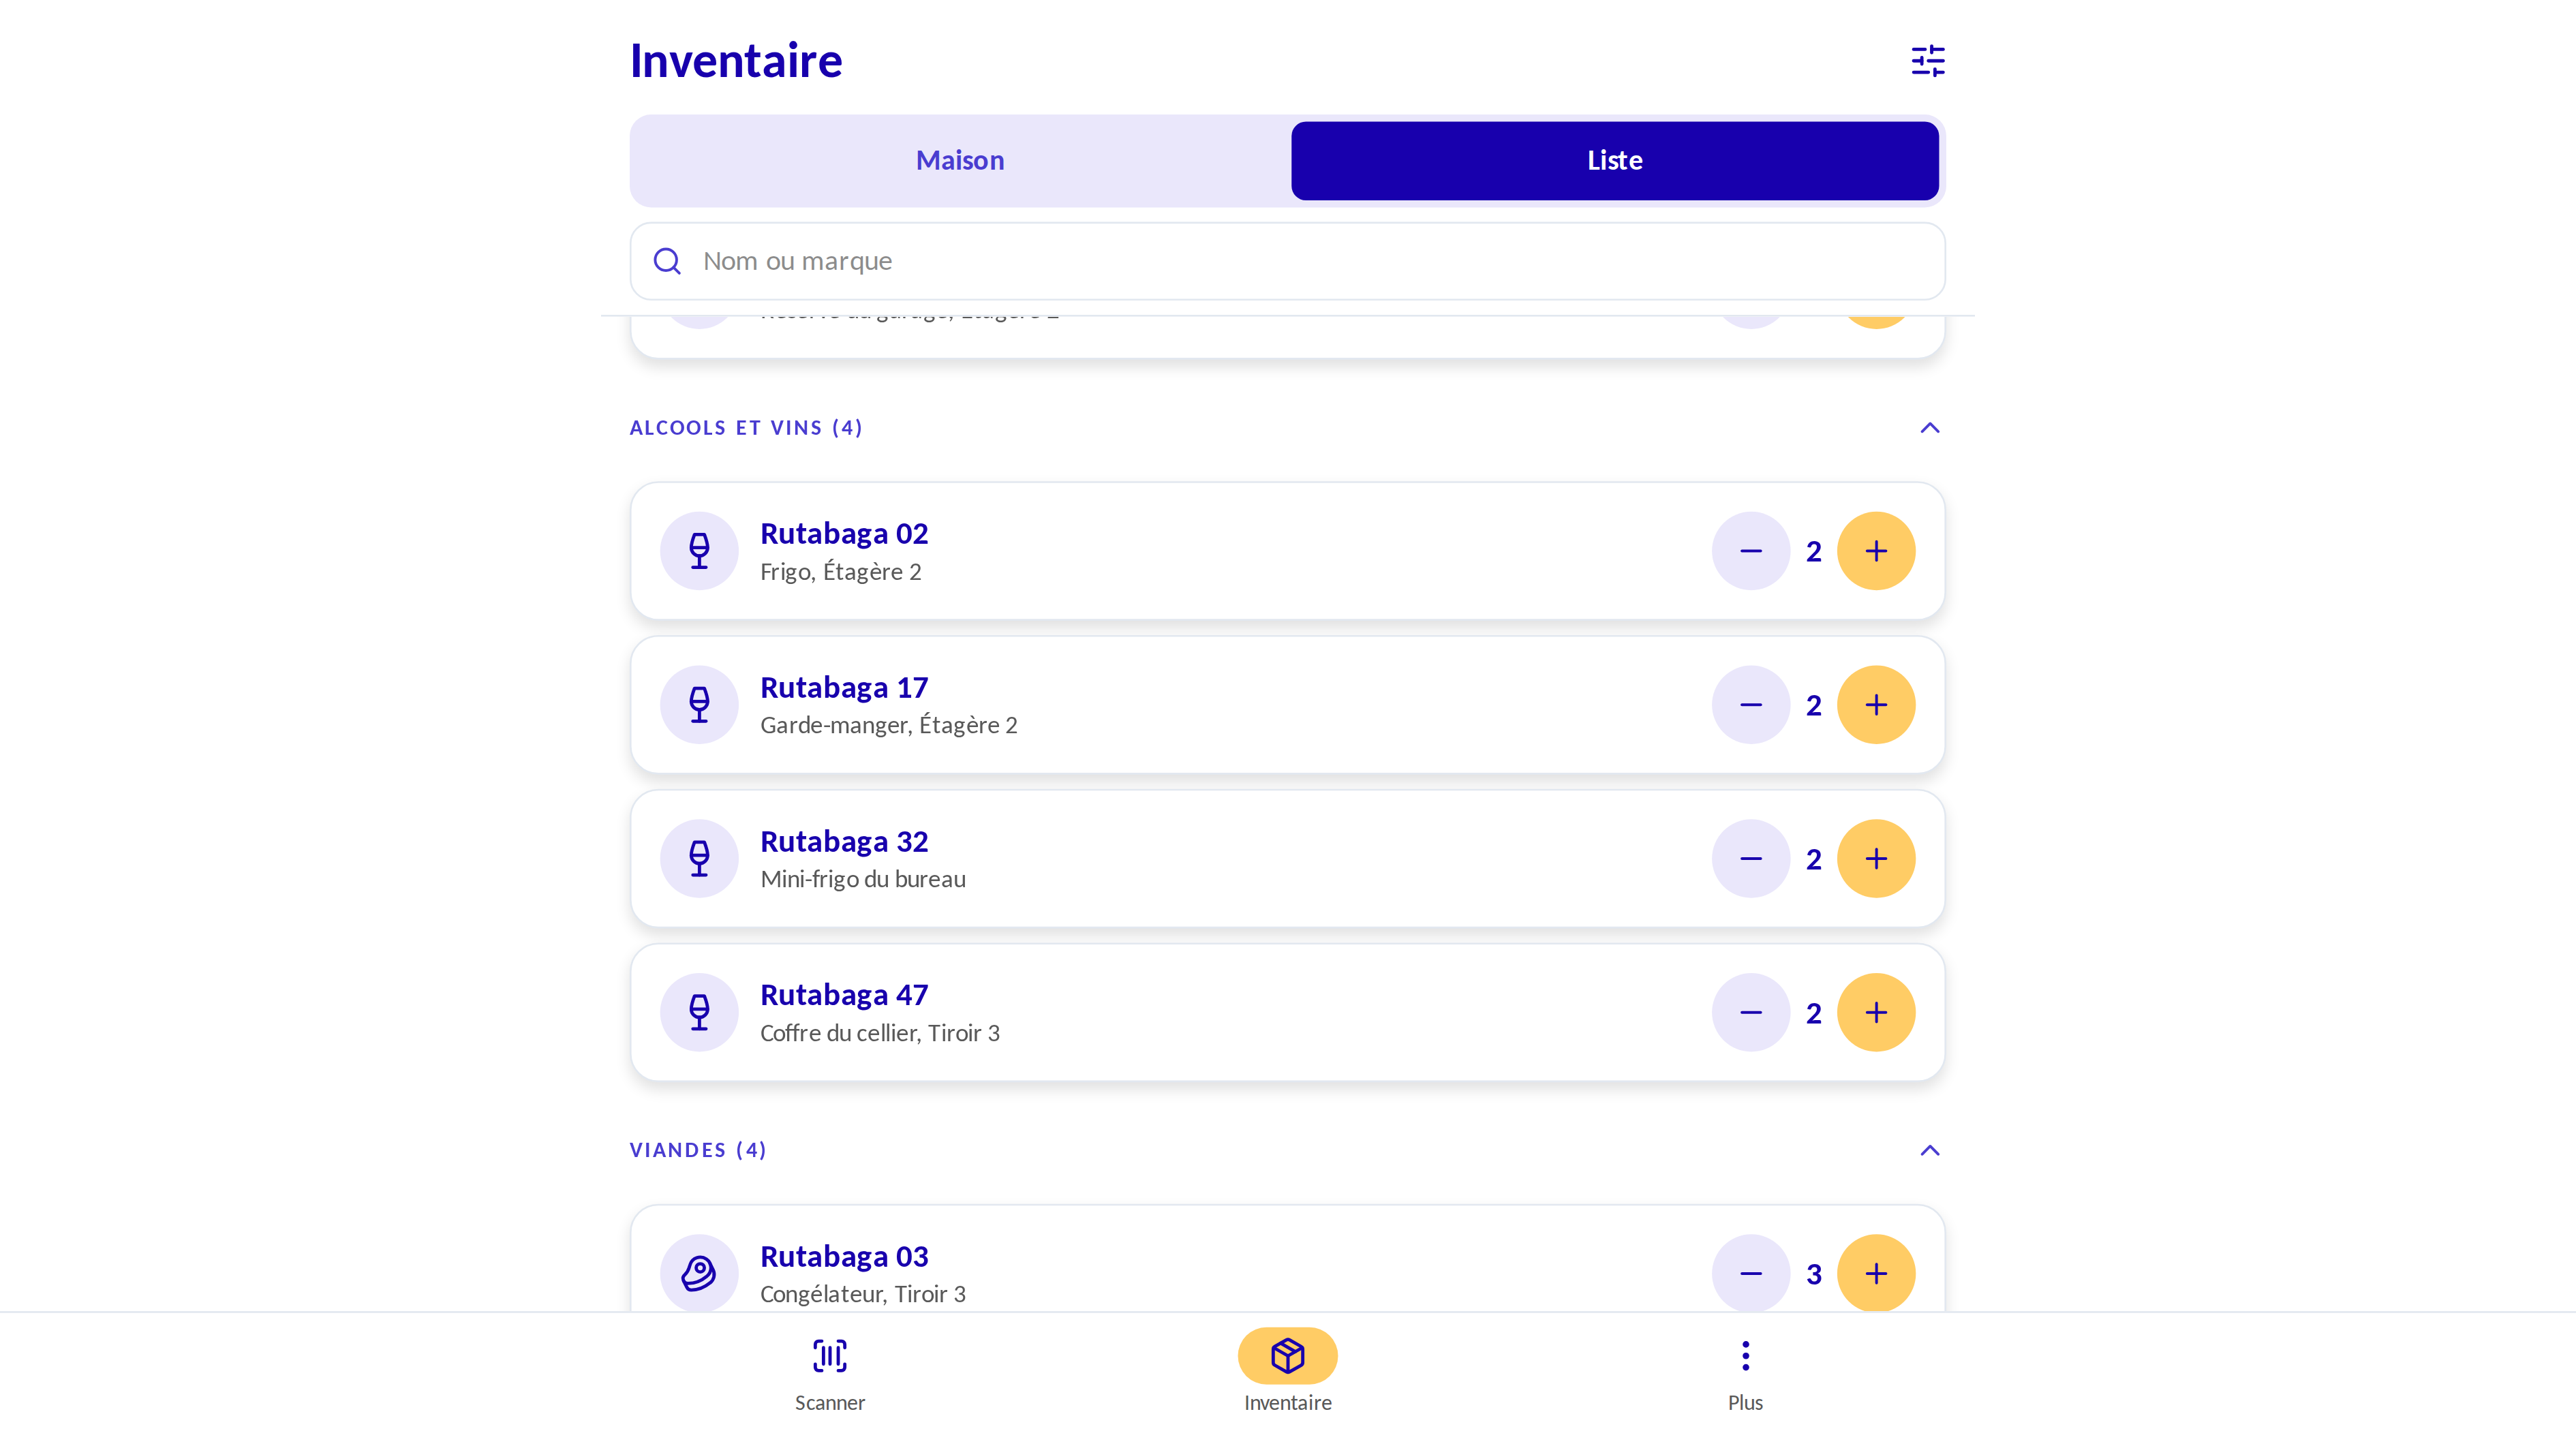 Inventaire
Maison
Liste
Nom ou marque
ALCOOLS ET VINS (4)
Rutabaga 02
Frigo, Étagère 2
2
Rutabaga 17
Garde-manger, Étagère 2
2
Rutabaga 32
Mini-frigo du bureau
2
Rutabaga 47
Coffre du cellier, Tiroir 3
2
VIANDES (4)
Rutabaga 03
Congélateur, Tiroir 3
3
Scanner
Inventaire
Plus